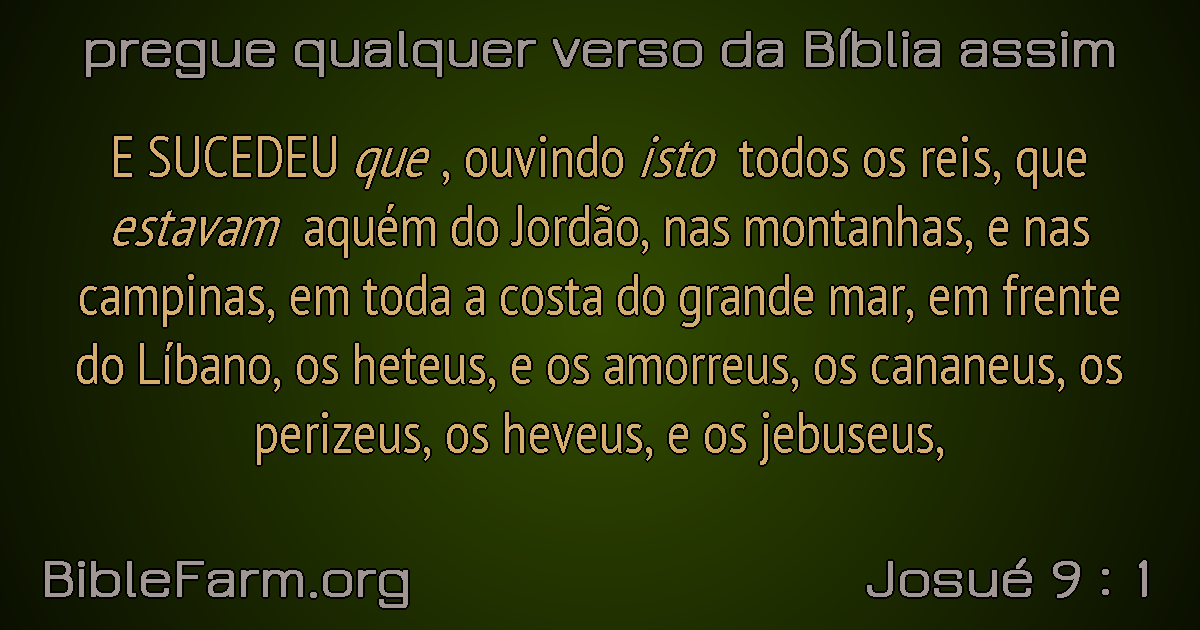 pregue qualquer verso da Bíblia assim
E SUCEDEU que , ouvindo isto todos os reis, que
estavam aquém do Jordão, nas montanhas, e nas
campinas, em toda a costa do grande mar, em frente
do Líbano, os heteus, e os amorreus, os cananeus, os
perizeus, os heveus, e os jebuseus,
BibleFarm.org
Josué 9 : 1